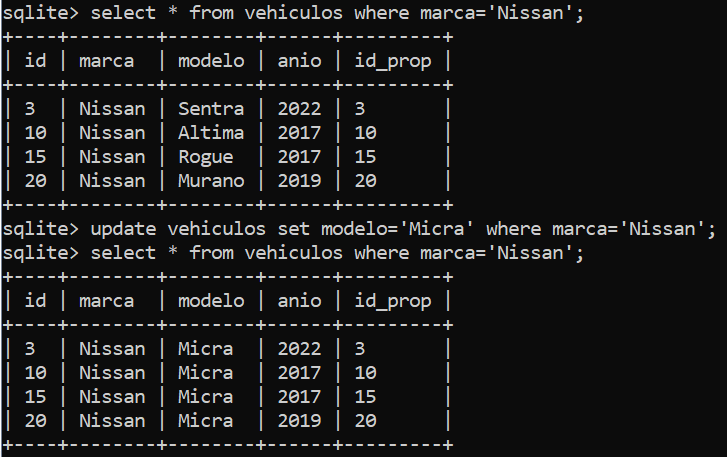 sqlite> select * from vehiculos where marca='Nissan';
+----+--------+--------+------+---------+
| id | marca  | modelo | anio | id_prop |
+----+--------+--------+------+---------+
| 3  | Nissan | Sentra | 2022 | 3       |
| 10 | Nissan | Altima | 2017 | 10      |
| 15 | Nissan | Rogue  | 2017 | 15      |
| 20 | Nissan | Murano | 2019 | 20      |
+----+--------+--------+------+---------+
sqlite> update vehiculos set modelo='Micra' where marca='Nissan';
sqlite> select * from vehiculos where marca='Nissan';
+----+--------+--------+------+---------+
| id | marca  | modelo | anio | id_prop |
+----+--------+--------+------+---------+
| 3  | Nissan | Micra  | 2022 | 3       |
| 10 | Nissan | Micra  | 2017 | 10      |
| 15 | Nissan | Micra  | 2017 | 15      |
| 20 | Nissan | Micra  | 2019 | 20      |
+----+--------+--------+------+---------+